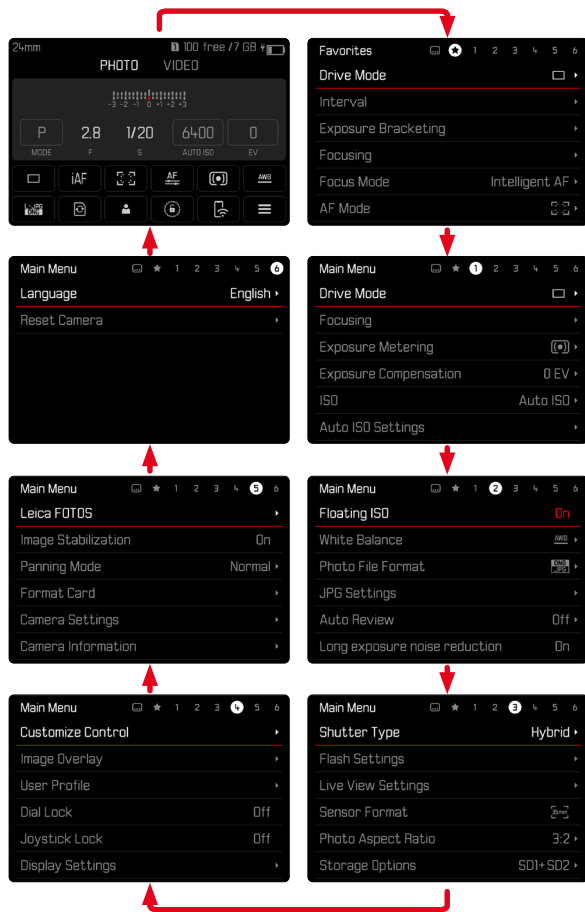 24mm 100 free /7 GB
PHOTO VIDEO
-3 -2 -1 0 +1 +2 +3
P 2.8 1/20 6400 0
MODE F S AUTO ISO EV
iAF AF AWB
L-JPG
DNG
Favorites 1 2 3 4 5 6
Drive Mode
Interval
Exposure Bracketing
Focusing
Focus Mode Intelligent AF
AF Mode
Main Menu 1 2 3 4 5 6
Language English
Reset Camera
Main Menu 1 2 3 4 5 6
Drive Mode
Focusing
Exposure Metering
Exposure Compensation 0 EV
ISO Auto ISO
Auto ISO Settings
Main Menu 1 2 3 4 5 6
Leica FOTOS
Image Stabilization On
Panning Mode Normal
Format Card
Camera Settings
Camera Information
Main Menu 1 2 3 4 5 6
Floating ISO On
White Balance AWB
Photo File Format DNG JPG
JPG Settings
Auto Review Off
Long exposure noise reduction On
Main Menu 1 2 3 4 5 6
Customize Control
Image Overlay
User Profile
Dial Lock Off
Joystick Lock Off
Display Settings
Main Menu 1 2 3 4 5 6
Shutter Type Hybrid
Flash Settings
Live View Settings
Sensor Format 35mm
Photo Aspect Ratio 3:2
Storage Options SD1+SD2